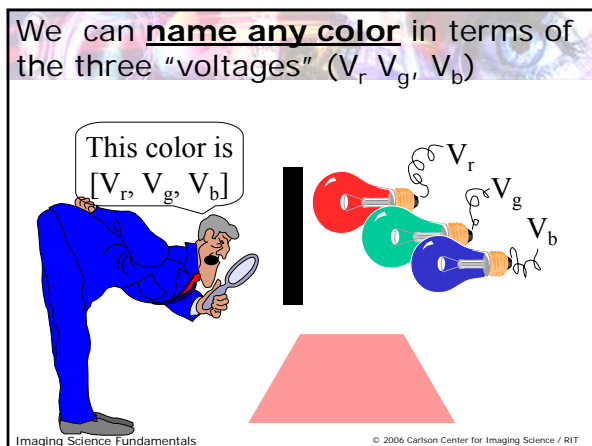 We can name any color in terms of
the three “voltages” (Vr Vg, Vb)
This color is
[Vr, Vg, Vb]
Vr
Vg
Vb
Imaging Science Fundamentals
© 2006 Carlson Center for Imaging Science / RIT